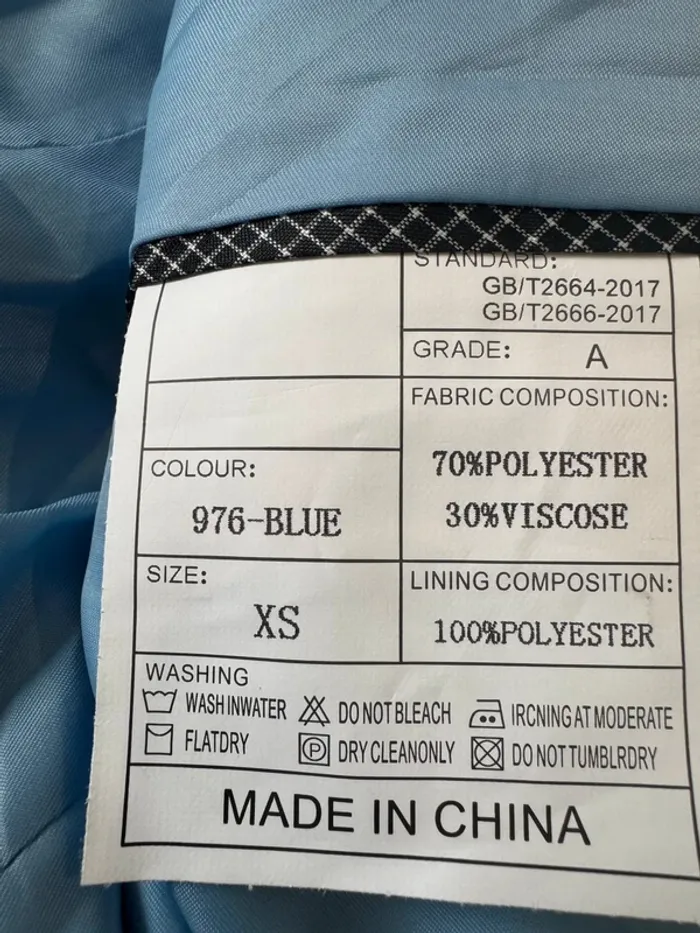 STANDARD:
GB/T2664-2017
GB/T2666-2017
GRADE: A
FABRIC COMPOSITION:
70%POLYESTER
30%VISCOSE
COLOUR:
976-BLUE
SIZE:
XS
LINING COMPOSITION:
100%POLYESTER
WASHING
WASHINWATER DO NOT BLEACH IRCNING AT MODERATE
FLATDRY P DRY CLEANONLY DO NOT TUMBLRDRY
MADE IN CHINA